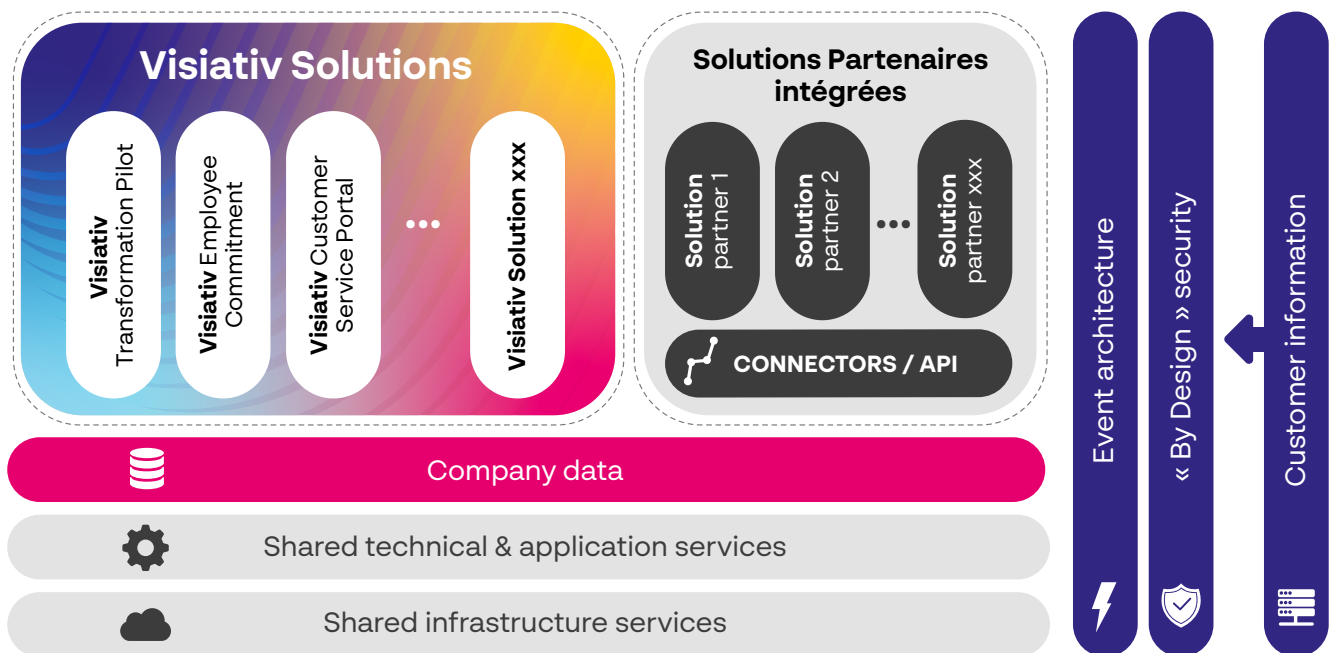 Visiativ Solutions
Visiativ
Transformation Pilot
Visiativ Employee
Commitment
Visiativ Customer
Service Portal
...
Visiativ Solution xxx
Solutions Partenaires
intégrées
Solution
partner 1
Solution
partner 2
...
Solution
partner xxx
CONNECTORS / API
Company data
Shared technical & application services
Shared infrastructure services
Event architecture
« By Design » security
Customer information